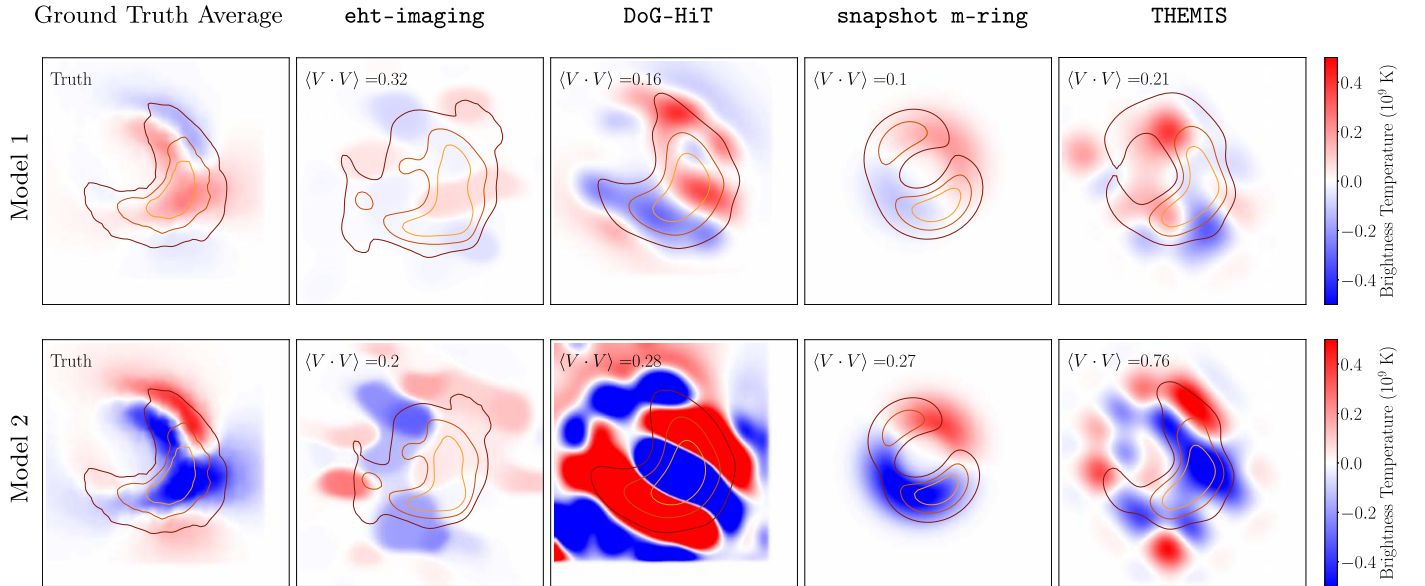 Ground Truth Average eht-imaging DoG-HiT snapshot m-ring THEMIS
Model 1
Truth
⟨V · V⟩ =0.32
⟨V · V⟩ =0.16
⟨V · V⟩ =0.1
⟨V · V⟩ =0.21
0.4
0.2
0.0
−0.2
−0.4
Brightness Temperature (10⁹ K)
Model 2
Truth
⟨V · V⟩ =0.2
⟨V · V⟩ =0.28
⟨V · V⟩ =0.27
⟨V · V⟩ =0.76
0.4
0.2
0.0
−0.2
−0.4
Brightness Temperature (10⁹ K)